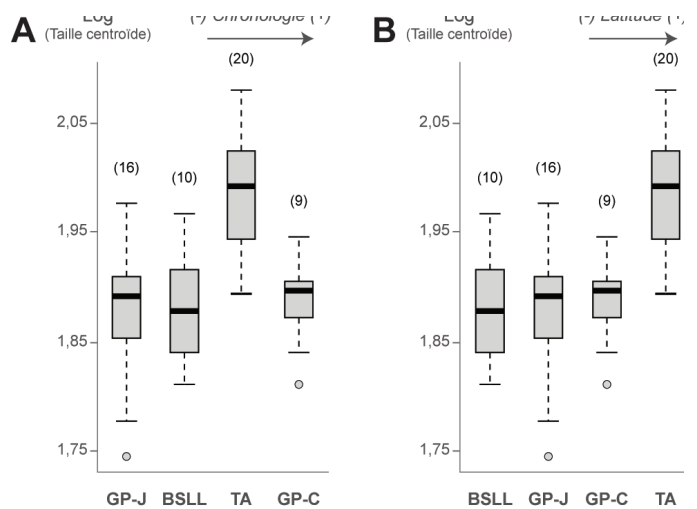 A
Log
(Taille centroïde)
(-) Chronologie (+)
(20)
2,05
(16)
(10)
(9)
1,95
1,85
1,75
GP-J BSLL TA GP-C
B
Log
(Taille centroïde)
(-) Latitude (+)
(20)
2,05
(10)
(16)
(9)
1,95
1,85
1,75
BSLL GP-J GP-C TA